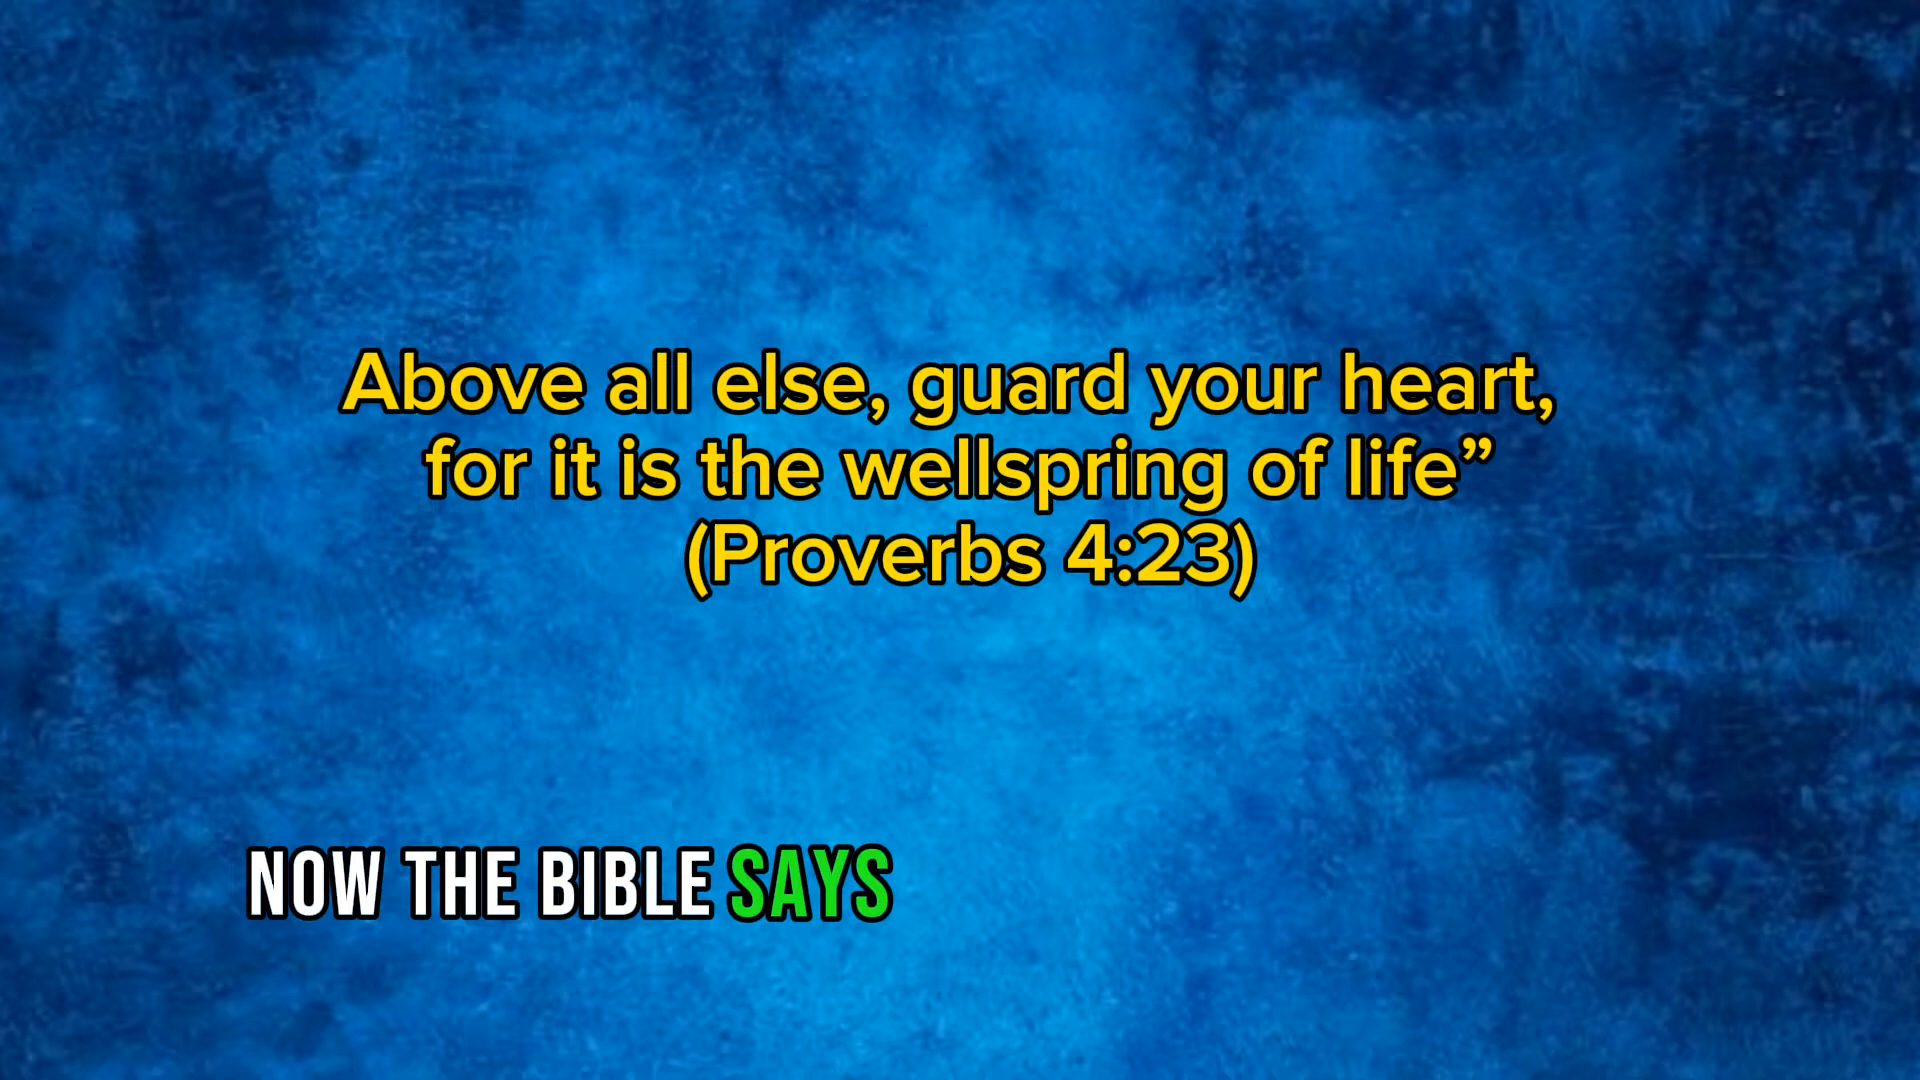 Above all else, guard your heart,
for it is the wellspring of life”
(Proverbs 4:23)
NOW THE BIBLE SAYS